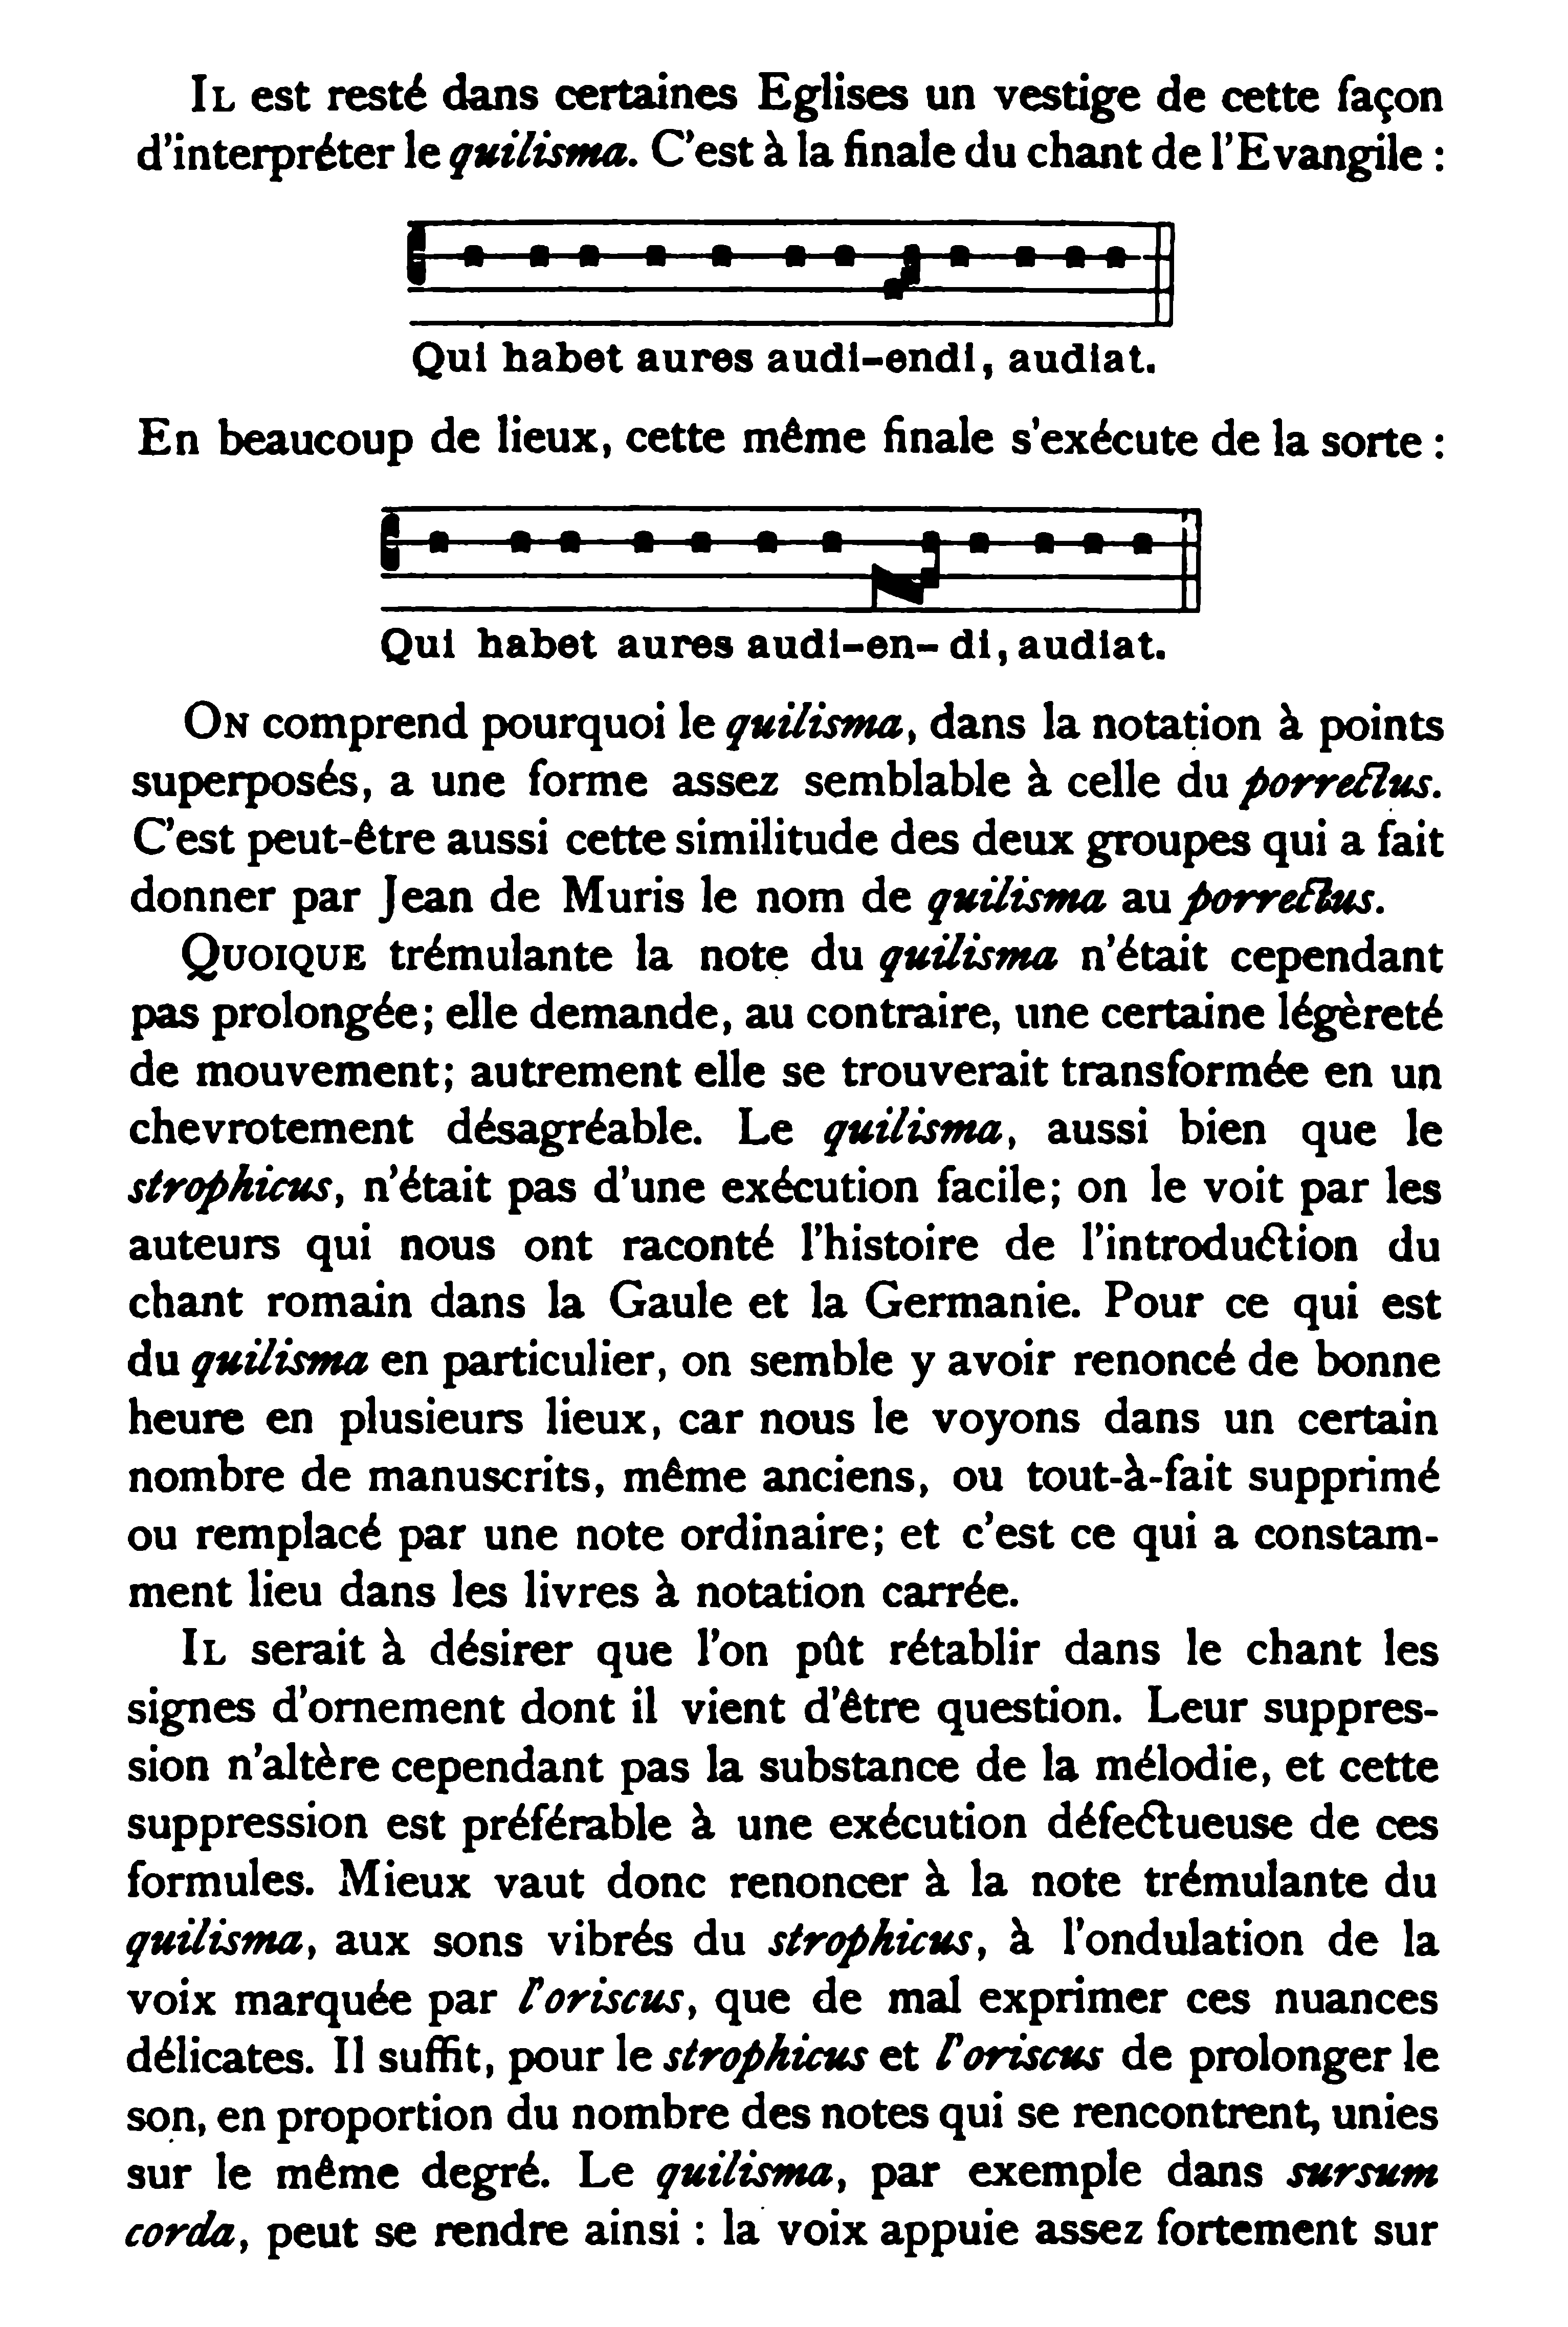 IL est resté dans certaines Eglises un vestige de cette façon
d'interpréter le quilisma. C'est à la finale du chant de l'Evangile :
Qui habet aures audi-endi, audiat.
En beaucoup de lieux, cette même finale s'exécute de la sorte :
Qui habet aures audi-en- di, audiat.
ON comprend pourquoi le quilisma, dans la notation à points
superposés, a une forme assez semblable à celle du porrectus.
C'est peut-être aussi cette similitude des deux groupes qui a fait
donner par Jean de Muris le nom de quilisma au porrectus.
QUOIQUE trémulante la note du quilisma n'était cependant
pas prolongée; elle demande, au contraire, une certaine légèreté
de mouvement; autrement elle se trouverait transformée en un
chevrotement désagréable. Le quilisma, aussi bien que le
strophicus, n'était pas d'une exécution facile; on le voit par les
auteurs qui nous ont raconté l'histoire de l'introduction du
chant romain dans la Gaule et la Germanie. Pour ce qui est
du quilisma en particulier, on semble y avoir renoncé de bonne
heure en plusieurs lieux, car nous le voyons dans un certain
nombre de manuscrits, même anciens, ou tout-à-fait supprimé
ou remplacé par une note ordinaire; et c'est ce qui a constam-
ment lieu dans les livres à notation carrée.
IL serait à désirer que l'on pût rétablir dans le chant les
signes d'ornement dont il vient d'être question. Leur suppres-
sion n'altère cependant pas la substance de la mélodie, et cette
suppression est préférable à une exécution défectueuse de ces
formules. Mieux vaut donc renoncer à la note trémulante du
quilisma, aux sons vibrés du strophicus, à l'ondulation de la
voix marquée par l'oriscus, que de mal exprimer ces nuances
délicates. Il suffit, pour le strophicus et l'oriscus de prolonger le
son, en proportion du nombre des notes qui se rencontrent, unies
sur le même degré. Le quilisma, par exemple dans sursum
corda, peut se rendre ainsi : la voix appuie assez fortement sur